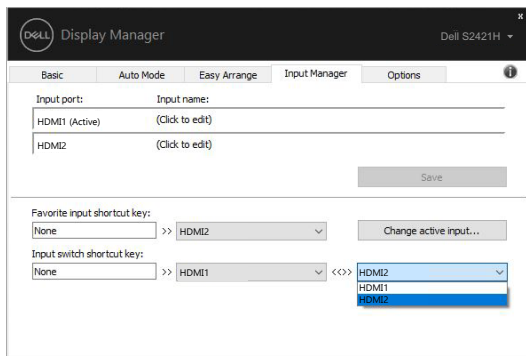 x
DELL Display Manager Dell S2421H
Basic Auto Mode Easy Arrange Input Manager Options i
Input port: Input name:
HDMI1 (Active) (Click to edit)
HDMI2 (Click to edit)
Save
Favorite input shortcut key:
None >> HDMI2 Change active input...
Input switch shortcut key:
None >> HDMI1 <<>> HDMI2
HDMI1
HDMI2